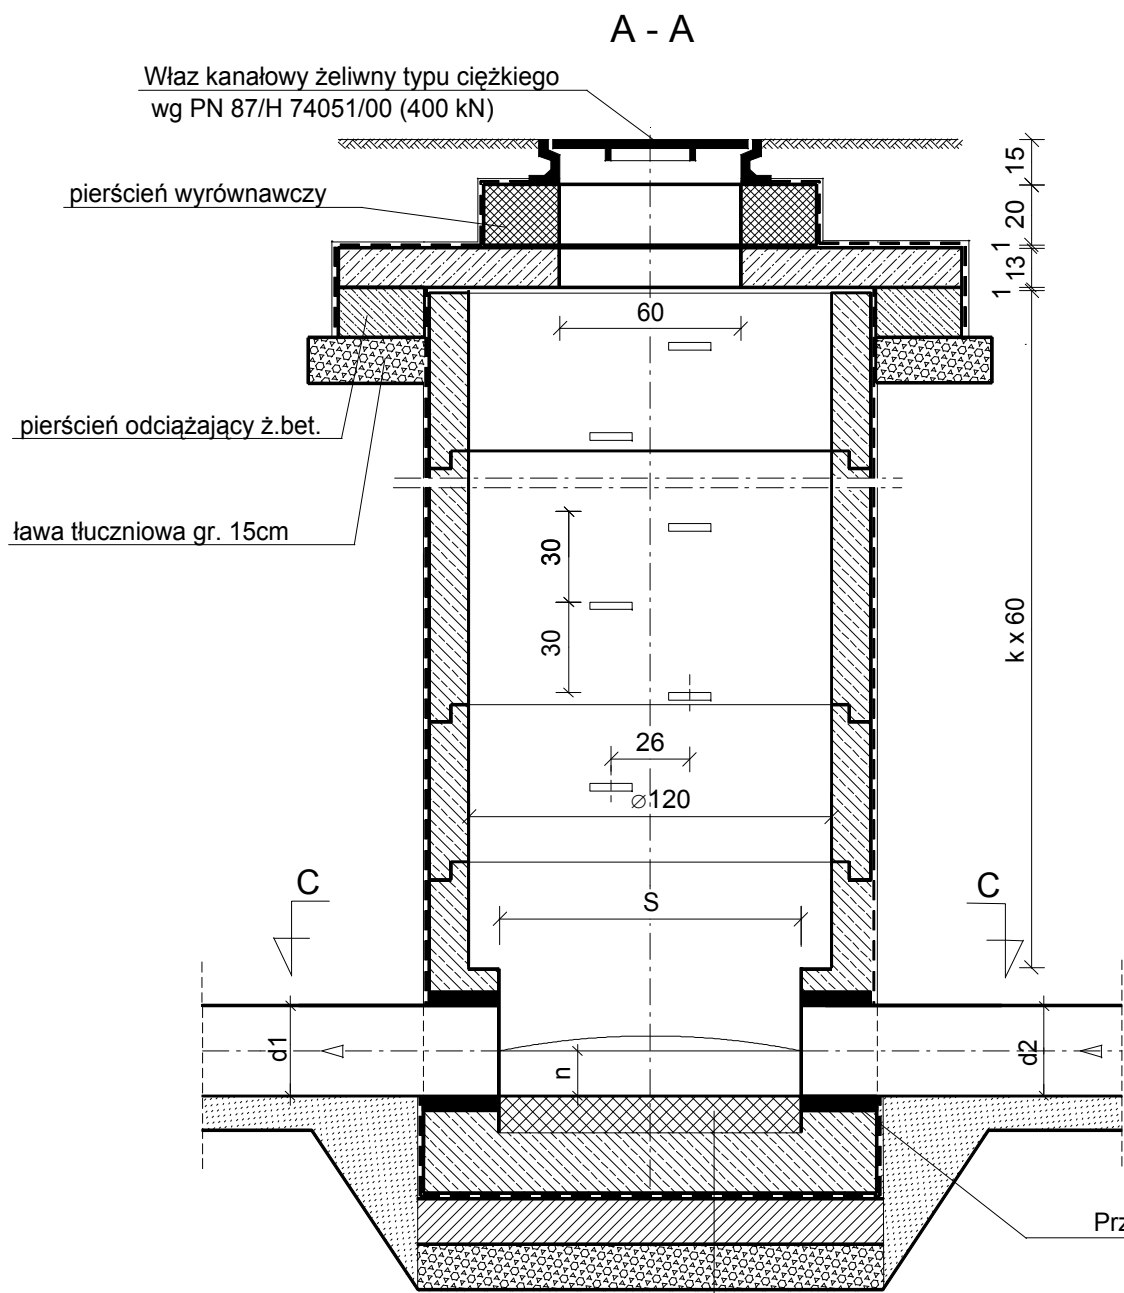 A - A
Właz kanałowy żeliwny typu ciężkiego
wg PN 87/H 74051/00 (400 kN)
15
pierścień wyrównawczy
20
1
13
1
60
pierścień odciążający ż.bet.
ława tłuczniowa gr. 15cm
30
30
k x 60
26
⌀120
C
C
S
d1
n
d2
Prz